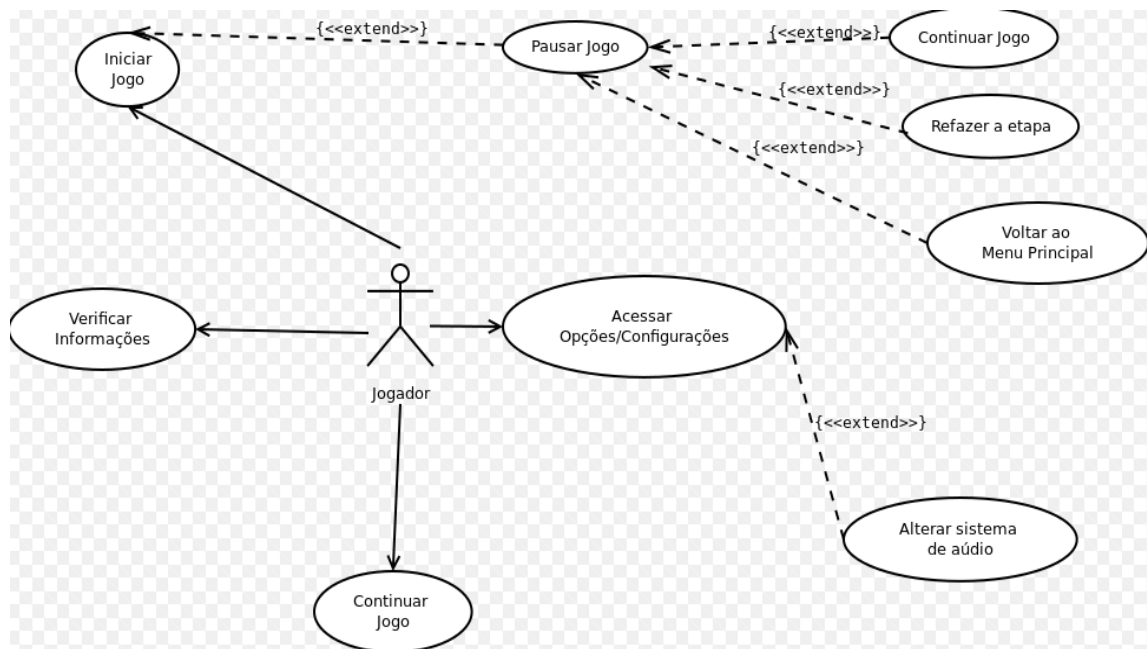 {<<extend>>}
{<<extend>>}
Continuar Jogo
Pausar Jogo
Iniciar
Jogo
{<<extend>>}
Refazer a etapa
{<<extend>>}
Voltar ao
Menu Principal
Verificar
Informações
Acessar
Opções/Configurações
Jogador
{<<extend>>}
Alterar sistema
de aúdio
Continuar
Jogo